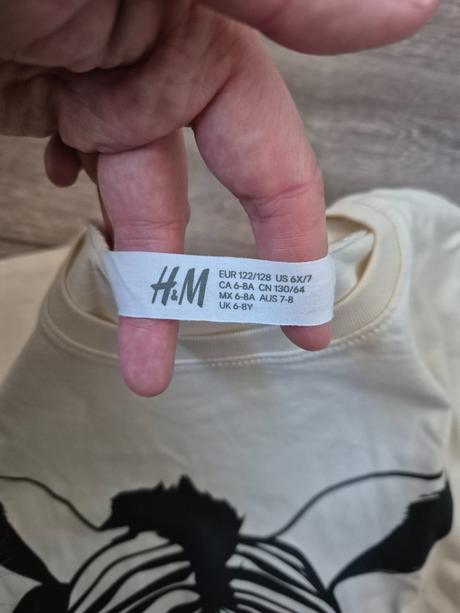 H&M
EUR 122/128 US 6X/7
CA 6-8A CN 130/64
MX 6-8A AUS 7-8
UK 6-8Y